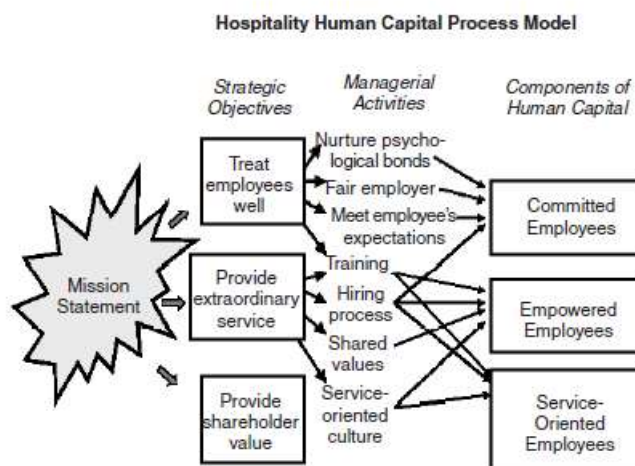 Hospitality Human Capital Process Model
Strategic
Objectives
Managerial
Activities
Components of
Human Capital
Mission
Statement
Treat
employees
well
Provide
extraordinary
service
Provide
shareholder
value
Nurture psycho-
logical bonds
Fair employer
Meet employee's
expectations
Training
Hiring
process
Shared
values
Service-
oriented
culture
Committed
Employees
Empowered
Employees
Service-
Oriented
Employees